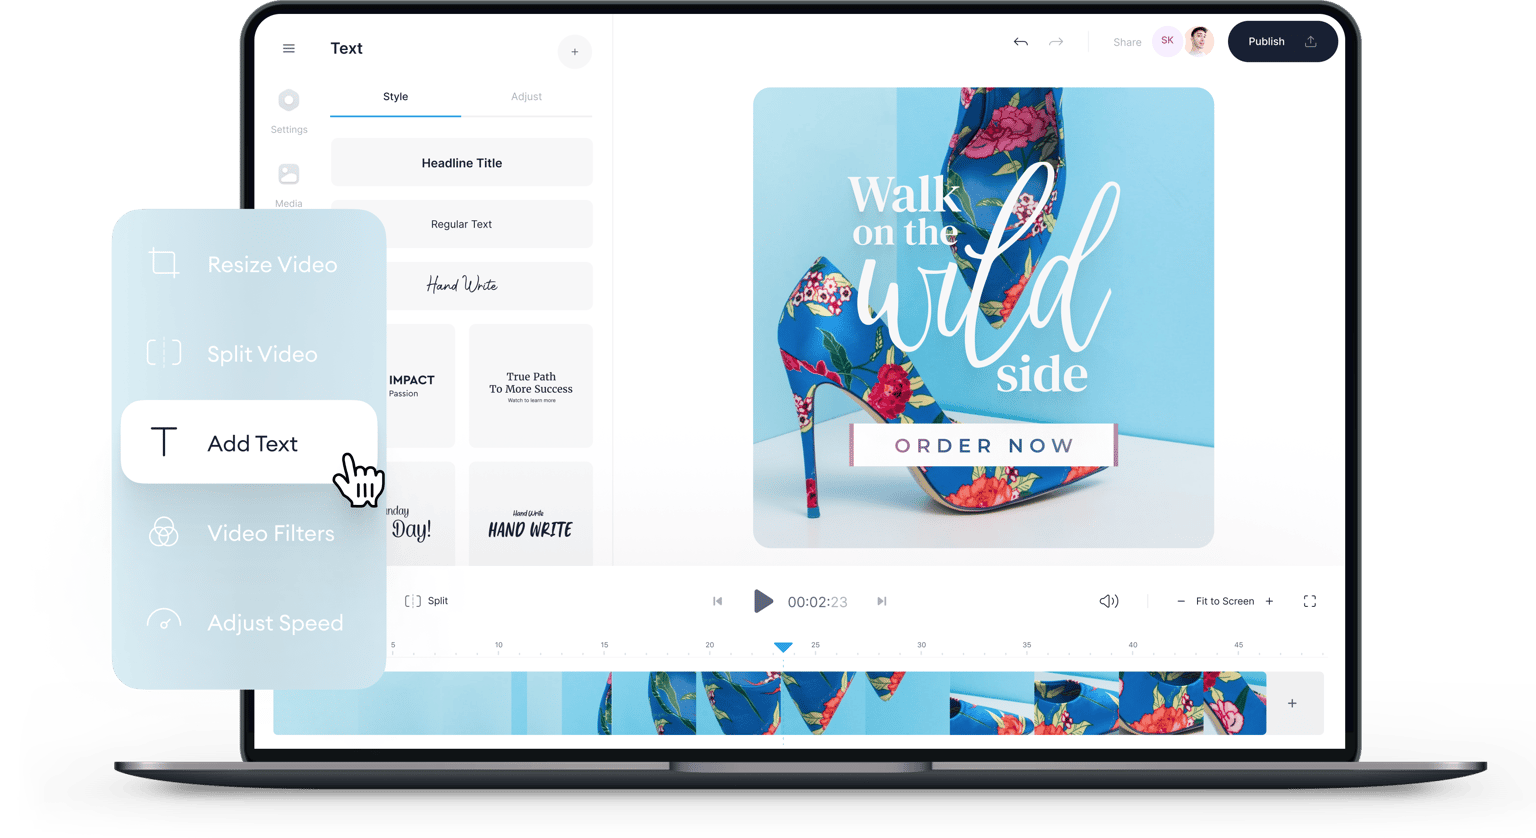 Text
+
Share
SK
Publish
Style
Adjust
Settings
Media
Headline Title
Regular Text
Hand Write
IMPACT
Passion
True Path
To More Success
Watch to learn more
Day!
Hand Write
HAND WRITE
Resize Video
Split Video
Add Text
Video Filters
Adjust Speed
Walk
on the
wild
side
ORDER NOW
Split
00:02:23
− Fit to Screen +
5 10 15 20 25 30 35 40 45
+